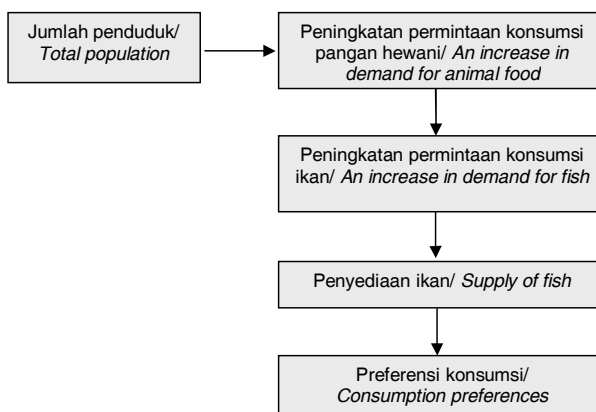 Jumlah penduduk/
Total population
Peningkatan permintaan konsumsi
pangan hewani/ An increase in
demand for animal food
Peningkatan permintaan konsumsi
ikan/ An increase in demand for fish
Penyediaan ikan/ Supply of fish
Preferensi konsumsi/
Consumption preferences